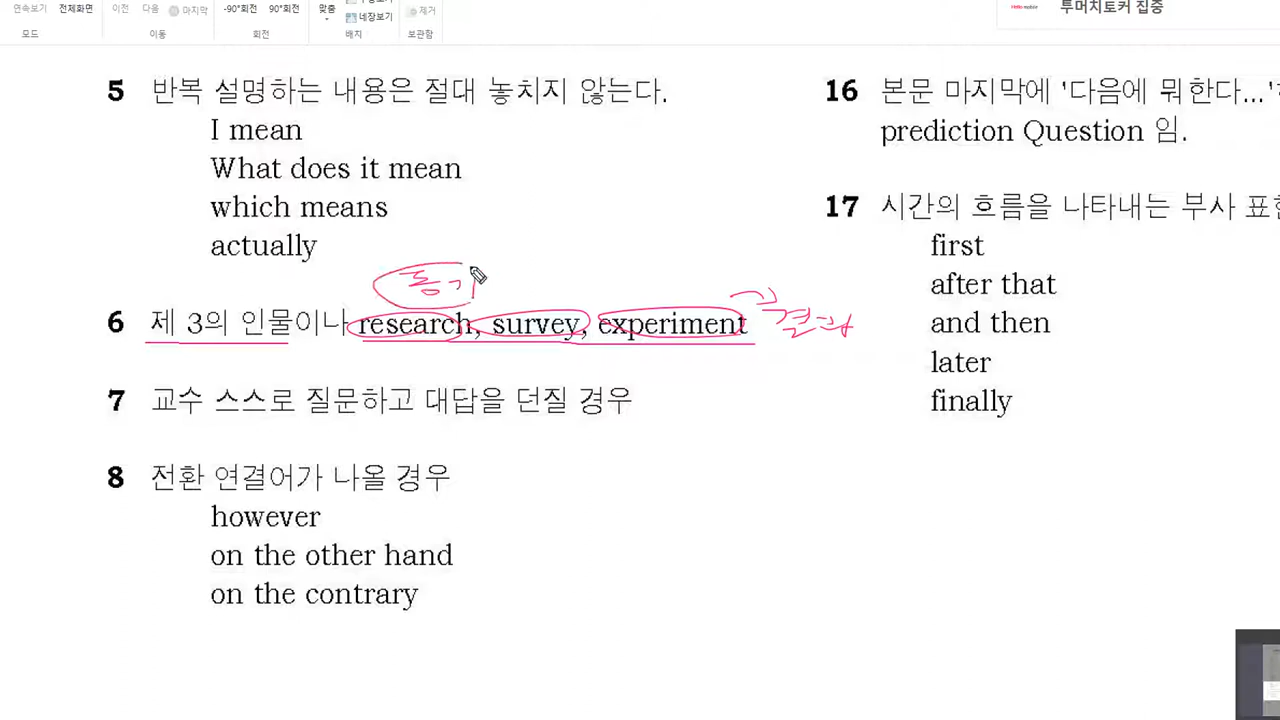 연속보기 전체화면 이전 다음 마지막 -90°회전 90°회전 맞춤 네장보기 제거
모드 이동 회전 배치 보관함
Hello mobile 투머치토커 집중
5 반복 설명하는 내용은 절대 놓치지 않는다.
I mean
What does it mean
which means
actually
동기
6 제 3의 인물이나 research, survey, experiment 결과
7 교수 스스로 질문하고 대답을 던질 경우
8 전환 연결어가 나올 경우
however
on the other hand
on the contrary
16 본문 마지막에 '다음에 뭐한다...'
prediction Question 임.
17 시간의 흐름을 나타내는 부사 표
first
after that
and then
later
finally